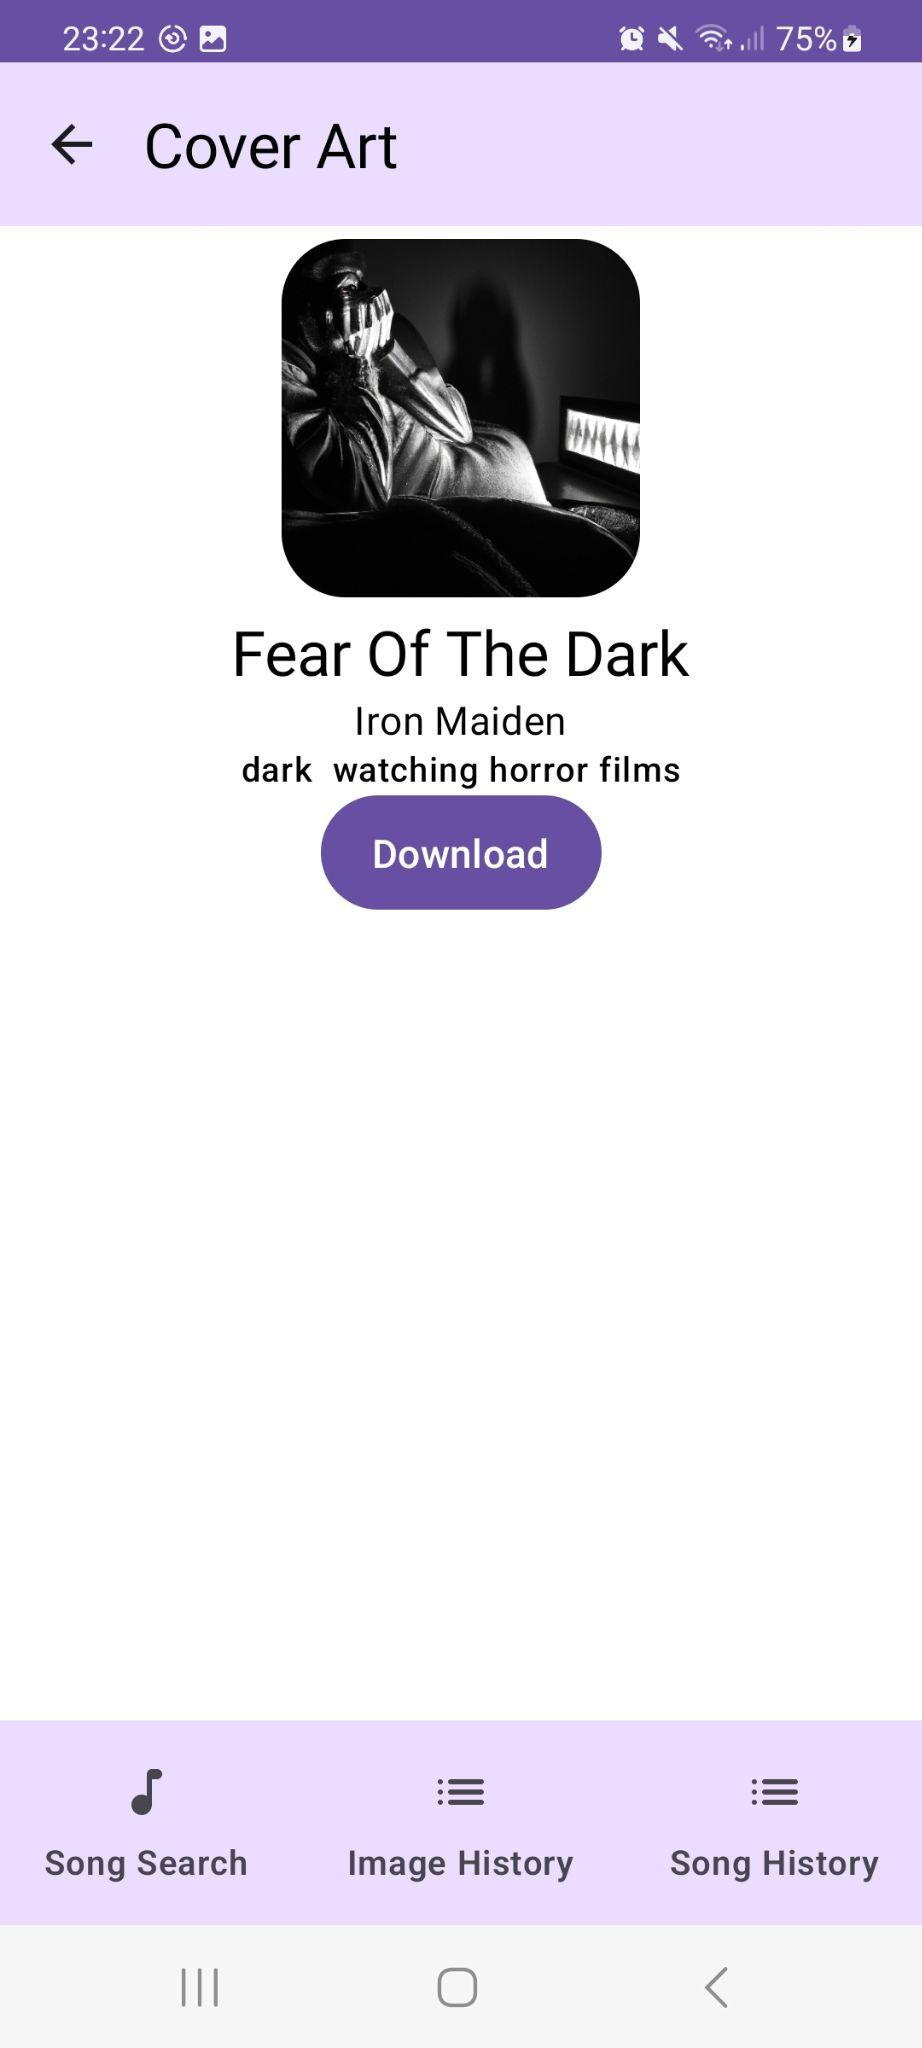 23:22 75%
Cover Art
Fear Of The Dark
Iron Maiden
dark  watching horror films
Download
Song Search Image History Song History